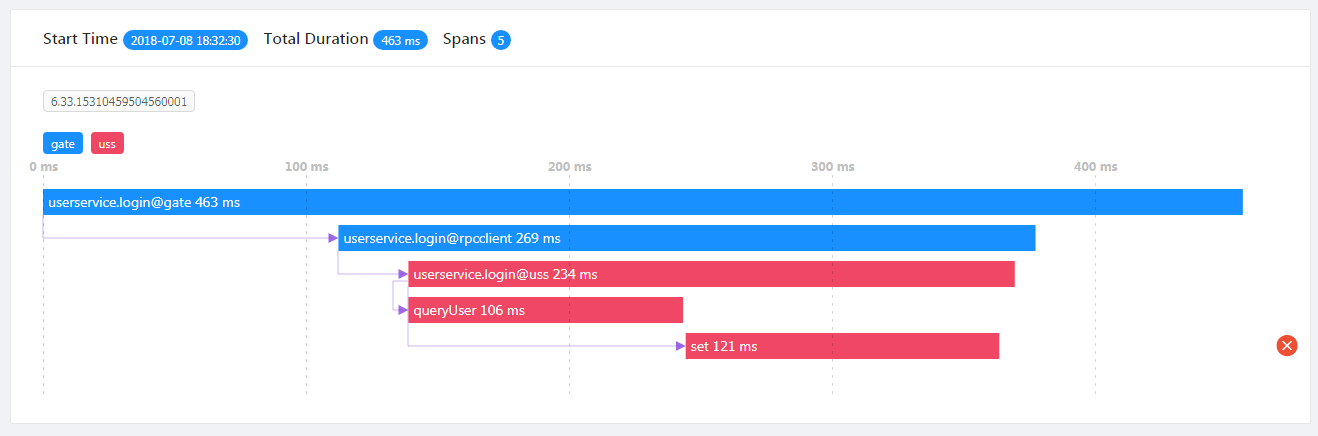 Start Time 2018-07-08 18:32:30 Total Duration 463 ms Spans 5
6.33.15310459504560001
gate uss
0 ms 100 ms 200 ms 300 ms 400 ms
userservice.login@gate 463 ms
userservice.login@rpcclient 269 ms
userservice.login@uss 234 ms
queryUser 106 ms
set 121 ms